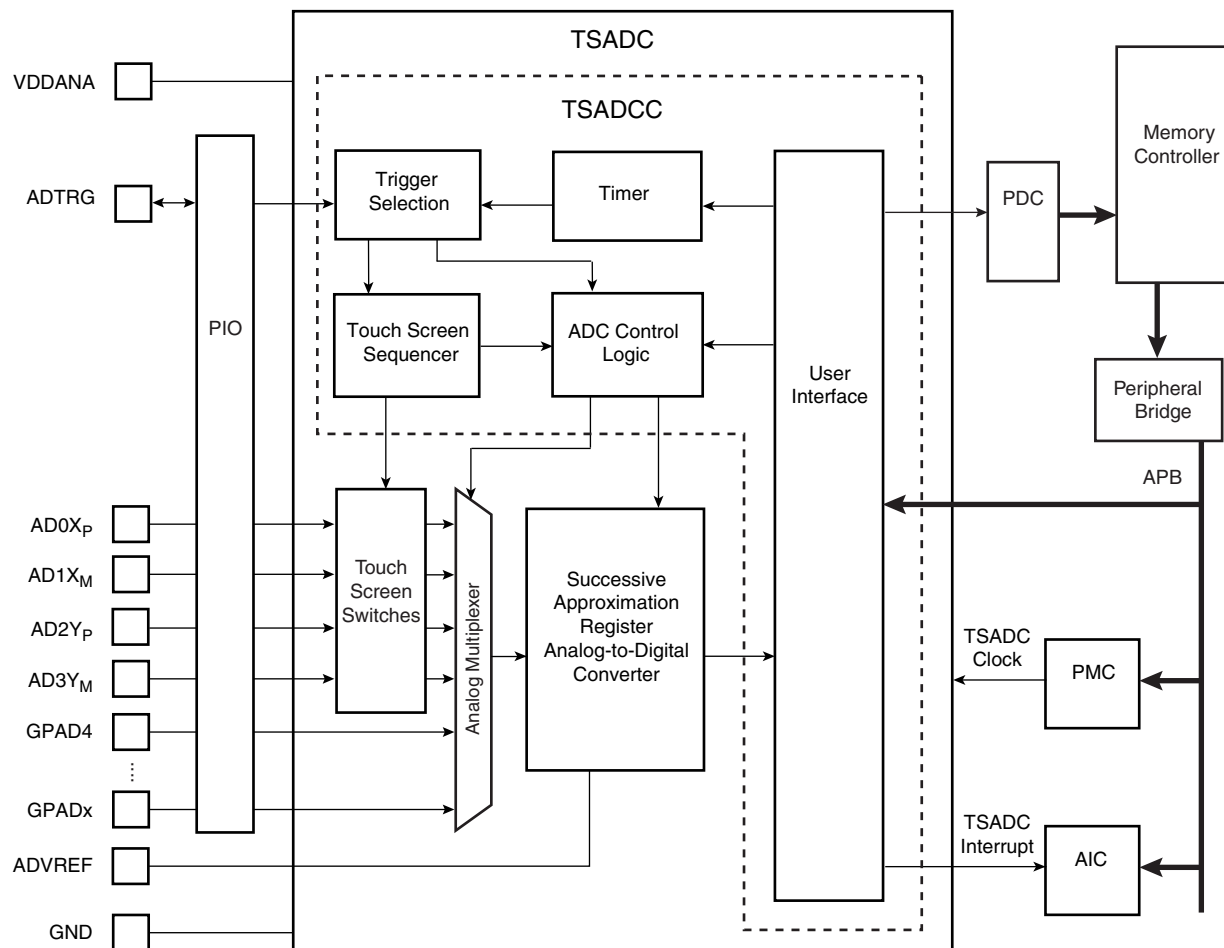 TSADC
VDDANA
TSADCC
Memory
Controller
ADTRG
Trigger
Selection
Timer
PDC
PIO
Touch Screen
Sequencer
ADC Control
Logic
User
Interface
Peripheral
Bridge
APB
AD0XP
AD1XM
AD2YP
AD3YM
GPAD4
.....
GPADx
ADVREF
GND
Touch
Screen
Switches
Analog Multiplexer
Successive
Approximation
Register
Analog-to-Digital
Converter
TSADC
Clock
PMC
TSADC
Interrupt
AIC